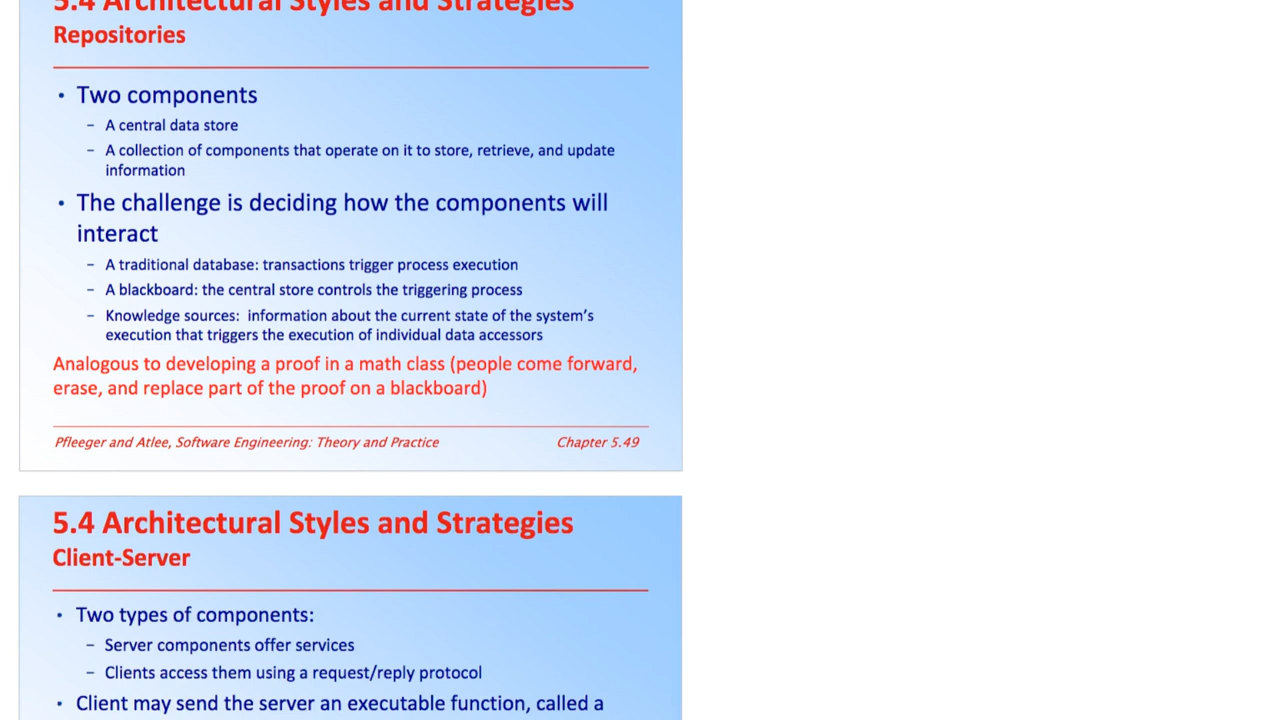 5.4 Architectural Styles and Strategies
Repositories
• Two components
– A central data store
– A collection of components that operate on it to store, retrieve, and update
information
• The challenge is deciding how the components will
interact
– A traditional database: transactions trigger process execution
– A blackboard: the central store controls the triggering process
– Knowledge sources: information about the current state of the system's
execution that triggers the execution of individual data accessors
Analogous to developing a proof in a math class (people come forward,
erase, and replace part of the proof on a blackboard)
Pfleeger and Atlee, Software Engineering: Theory and Practice Chapter 5.49
5.4 Architectural Styles and Strategies
Client-Server
• Two types of components:
– Server components offer services
– Clients access them using a request/reply protocol
• Client may send the server an executable function, called a